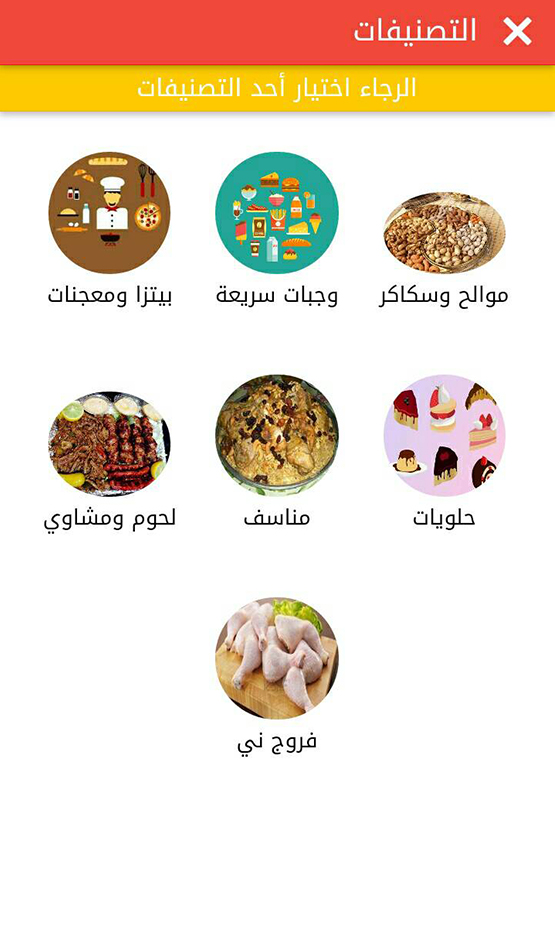 التصنيفات
الرجاء اختيار أحد التصنيفات
موالح وسكاكر
وجبات سريعة
بيتزا ومعجنات
حلويات
مناسف
لحوم ومشاوي
فروج ني